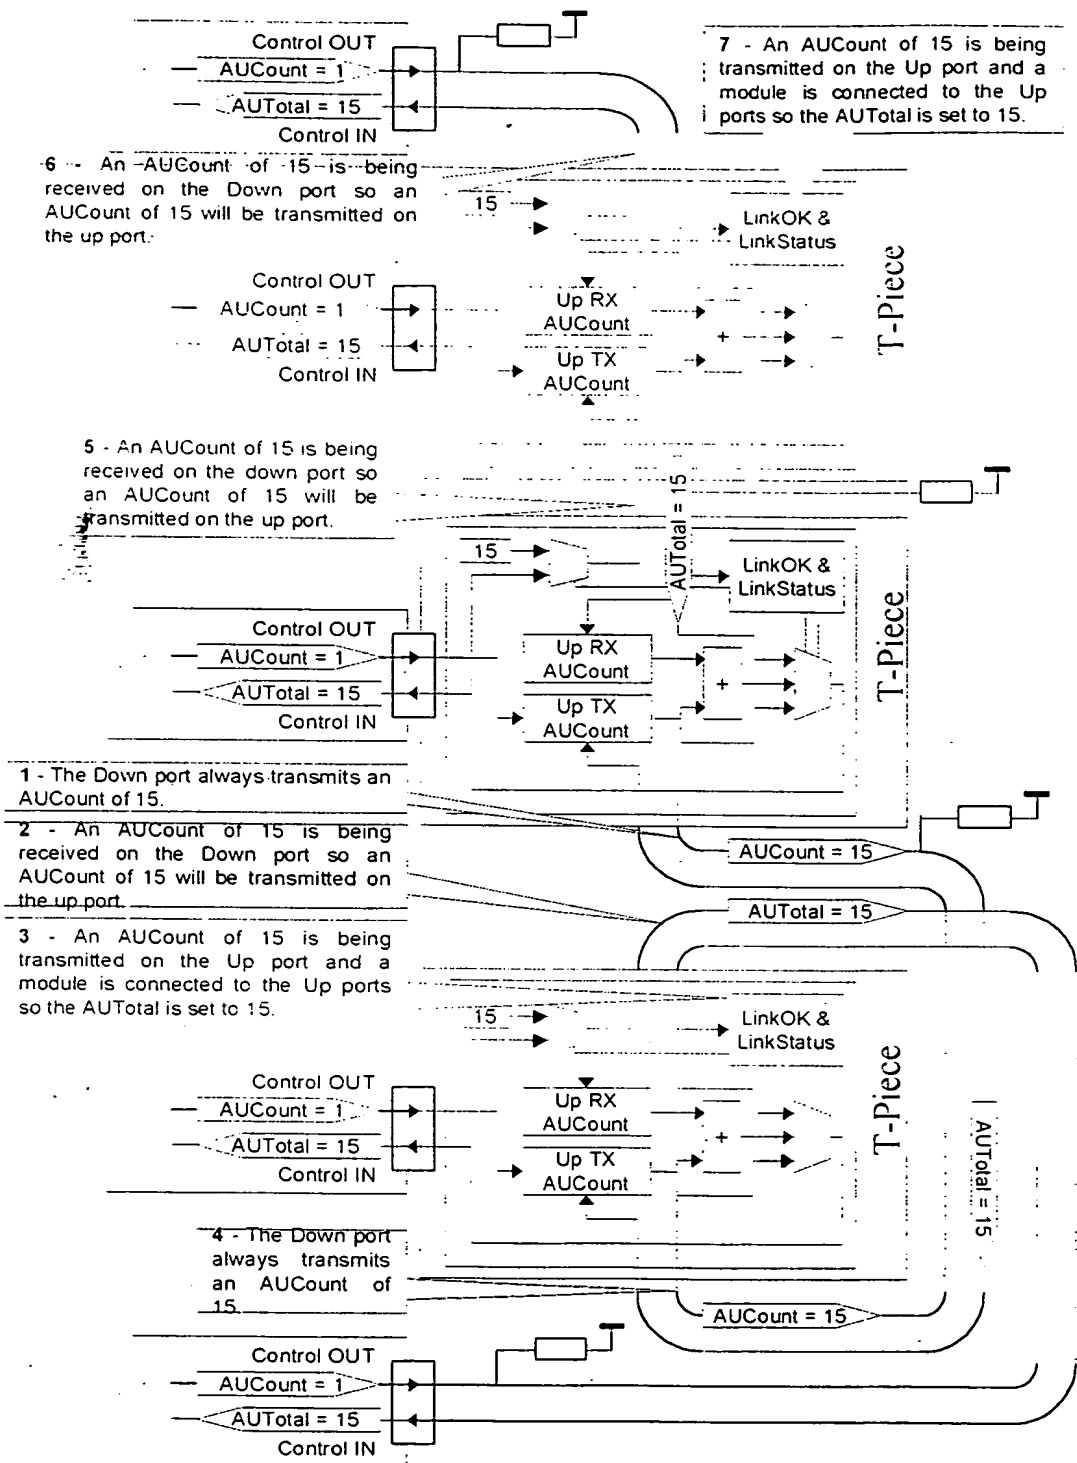 Control OUT
AUCount = 1
AUTotal = 15
Control IN
7 - An AUCount of 15 is being
transmitted on the Up port and a
module is connected to the Up
ports so the AUTotal is set to 15.
6 - An AUCount of 15 is being
received on the Down port so an
AUCount of 15 will be transmitted on
the up port.
15
LinkOK &
LinkStatus
T-Piece
Control OUT
AUCount = 1
AUTotal = 15
Control IN
Up RX
AUCount
+
Up TX
AUCount
5 - An AUCount of 15 is being
received on the down port so
an AUCount of 15 will be
transmitted on the up port.
AUTotal = 15
15
LinkOK &
LinkStatus
T-Piece
Control OUT
AUCount = 1
AUTotal = 15
Control IN
Up RX
AUCount
+
Up TX
AUCount
1 - The Down port always transmits an
AUCount of 15.
2 - An AUCount of 15 is being
received on the Down port so an
AUCount of 15 will be transmitted on
the up port
AUCount = 15
AUTotal = 15
3 - An AUCount of 15 is being
transmitted on the Up port and a
module is connected to the Up ports
so the AUTotal is set to 15.
15
LinkOK &
LinkStatus
T-Piece
Control OUT
AUCount = 1
AUTotal = 15
Control IN
Up RX
AUCount
+
Up TX
AUCount
AUTotal = 15
4 - The Down port
always transmits
an AUCount of
15
AUCount = 15
Control OUT
AUCount = 1
AUTotal = 15
Control IN